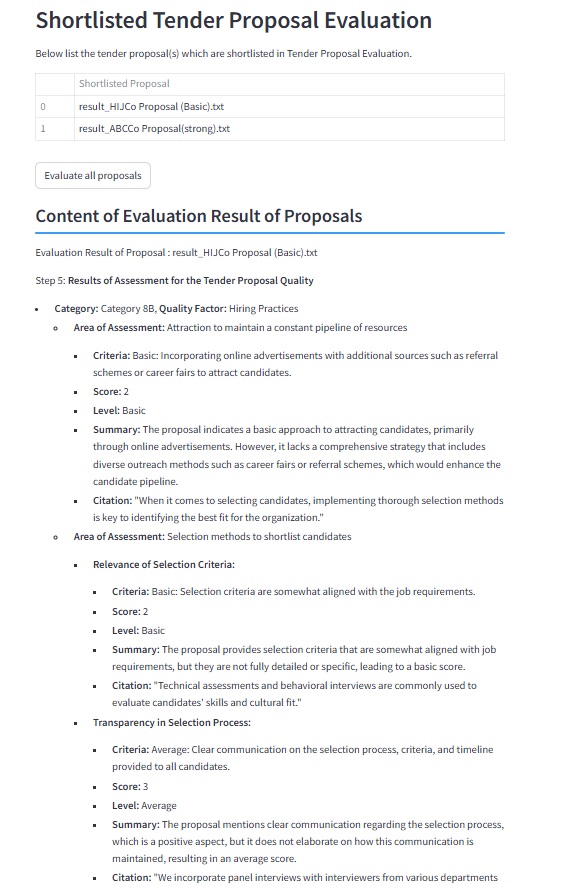 Shortlisted Tender Proposal Evaluation
Below list the tender proposal(s) which are shortlisted in Tender Proposal Evaluation.
Shortlisted Proposal
0 result_HIJCo Proposal (Basic).txt
1 result_ABCCo Proposal(strong).txt
Evaluate all proposals
Content of Evaluation Result of Proposals
Evaluation Result of Proposal : result_HIJCo Proposal (Basic).txt
Step 5: Results of Assessment for the Tender Proposal Quality
• Category: Category 8B, Quality Factor: Hiring Practices
◦ Area of Assessment: Attraction to maintain a constant pipeline of resources
▪ Criteria: Basic: Incorporating online advertisements with additional sources such as referral
schemes or career fairs to attract candidates.
▪ Score: 2
▪ Level: Basic
▪ Summary: The proposal indicates a basic approach to attracting candidates, primarily
through online advertisements. However, it lacks a comprehensive strategy that includes
diverse outreach methods such as career fairs or referral schemes, which would enhance the
candidate pipeline.
▪ Citation: "When it comes to selecting candidates, implementing thorough selection methods
is key to identifying the best fit for the organization."
◦ Area of Assessment: Selection methods to shortlist candidates
▪ Relevance of Selection Criteria:
▪ Criteria: Basic: Selection criteria are somewhat aligned with the job requirements.
▪ Score: 2
▪ Level: Basic
▪ Summary: The proposal provides selection criteria that are somewhat aligned with job
requirements, but they are not fully detailed or specific, leading to a basic score.
▪ Citation: "Technical assessments and behavioral interviews are commonly used to
evaluate candidates' skills and cultural fit."
▪ Transparency in Selection Process:
▪ Criteria: Average: Clear communication on the selection process, criteria, and timeline
provided to all candidates.
▪ Score: 3
▪ Level: Average
▪ Summary: The proposal mentions clear communication regarding the selection process,
which is a positive aspect, but it does not elaborate on how this communication is
maintained, resulting in an average score.
▪ Citation: "We incorporate panel interviews with interviewers from various departments